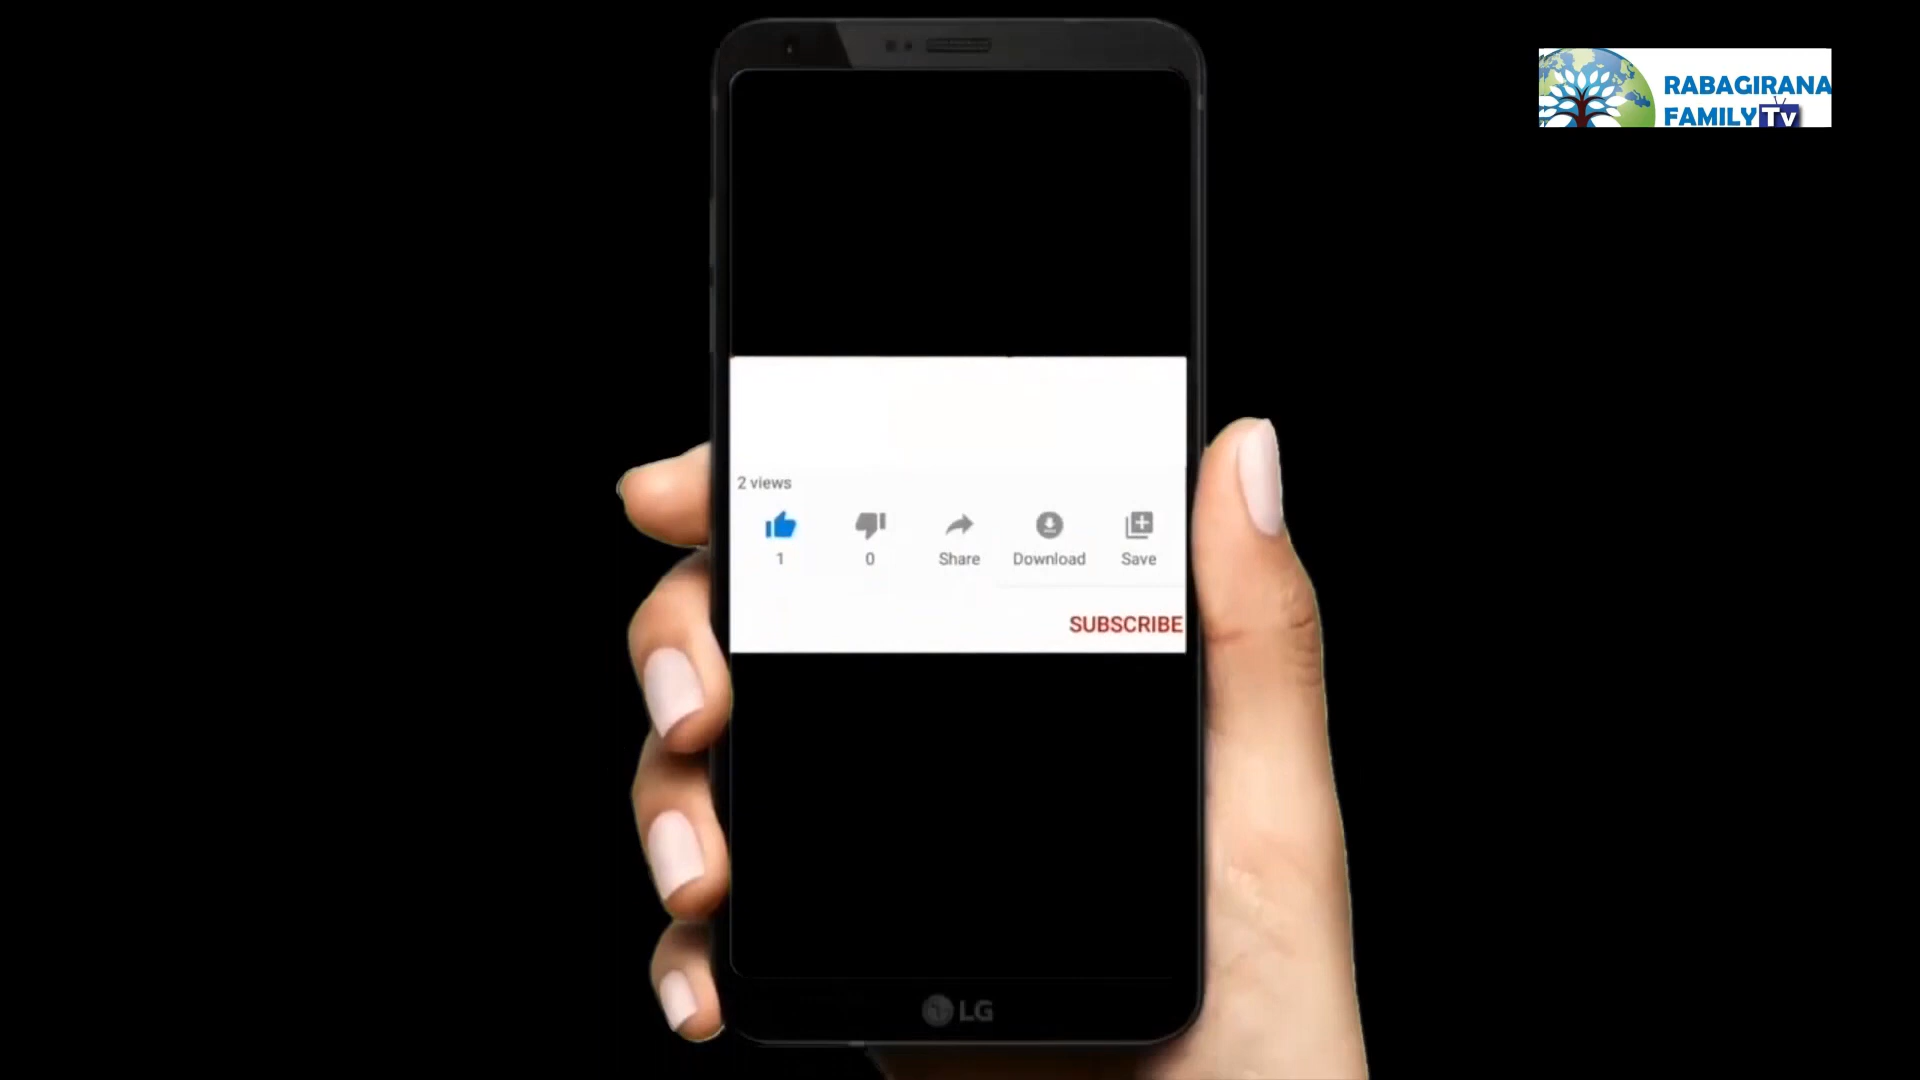 RABAGIRANA
FAMILY Tv
2 views
1
0
Share
Download
Save
SUBSCRIBE
LG